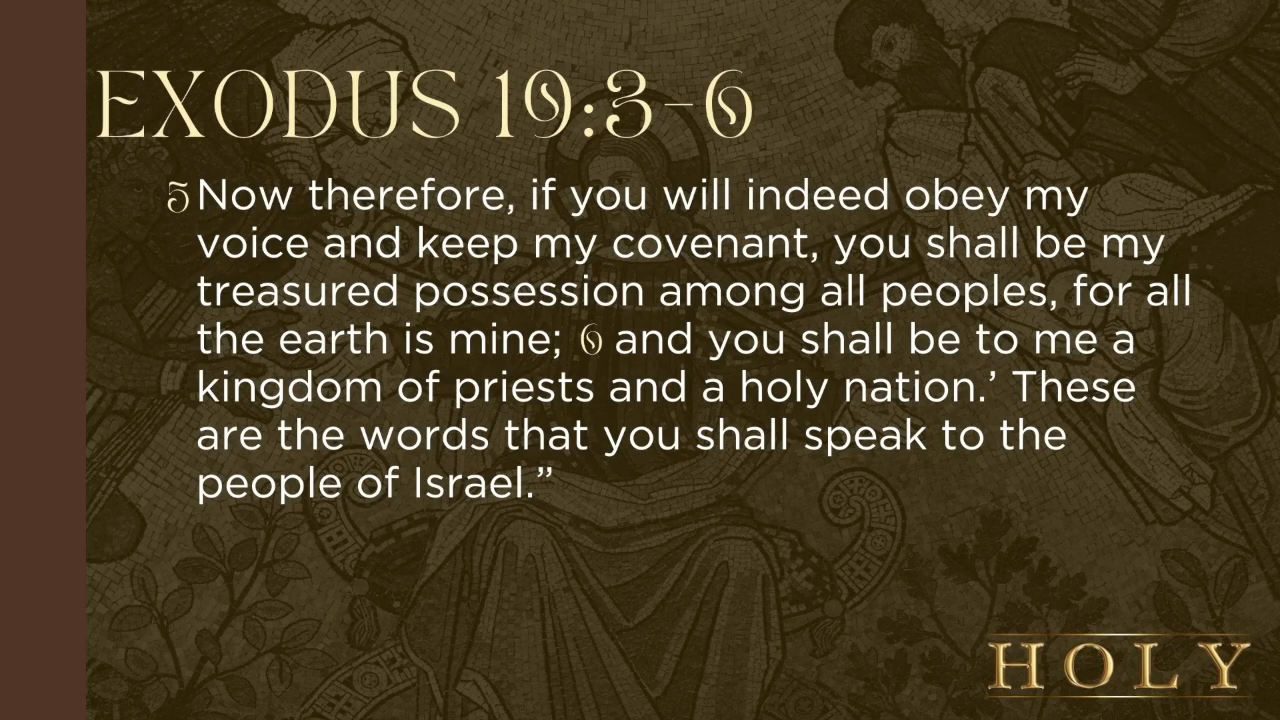 EXODUS 19:3-6
5 Now therefore, if you will indeed obey my
voice and keep my covenant, you shall be my
treasured possession among all peoples, for all
the earth is mine; 6 and you shall be to me a
kingdom of priests and a holy nation.’ These
are the words that you shall speak to the
people of Israel.”
HOLY